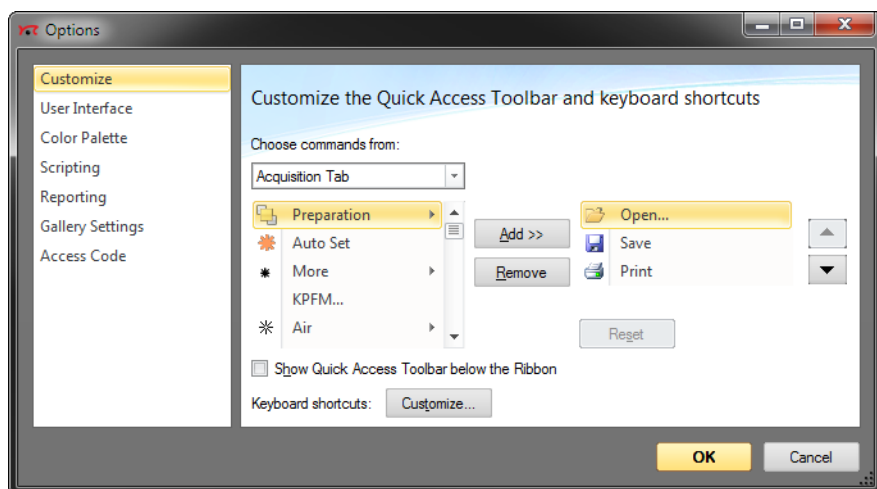 Options
Customize
User Interface
Color Palette
Scripting
Reporting
Gallery Settings
Access Code
Customize the Quick Access Toolbar and keyboard shortcuts
Choose commands from:
Acquisition Tab
Preparation
Auto Set
More
KPFM...
Air
Add >>
Remove
Open...
Save
Print
Reset
Show Quick Access Toolbar below the Ribbon
Keyboard shortcuts: Customize...
OK Cancel